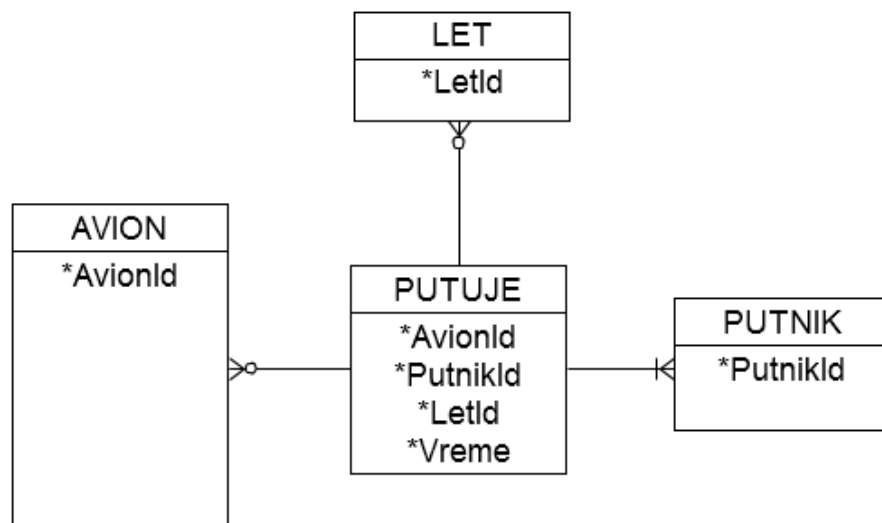 LET
*LetId
AVION
*AvionId
PUTUJE
*AvionId
*PutnikId
*LetId
*Vreme
PUTNIK
*PutnikId